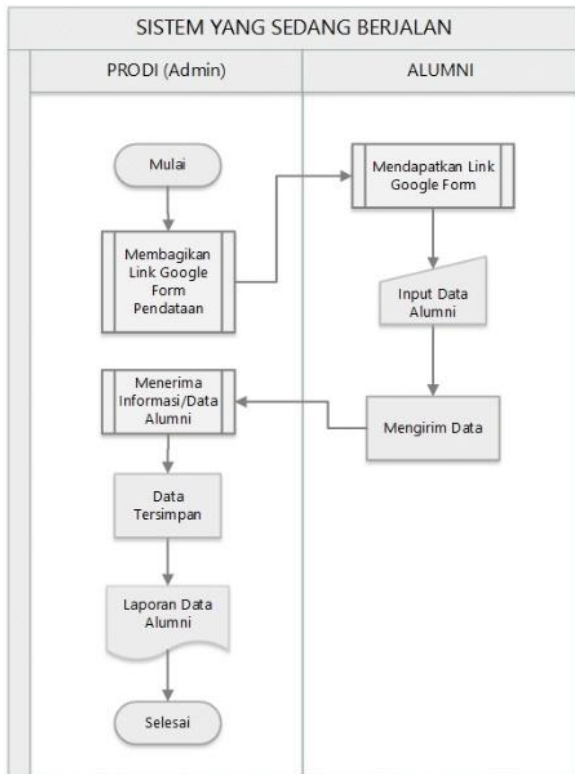 SISTEM YANG SEDANG BERJALAN
PRODI (Admin)
ALUMNI
Mulai
Membagikan
Link Google
Form
Pendataan
Mendapatkan Link
Google Form
Input Data
Alumni
Mengirim Data
Menerima
Informasi/Data
Alumni
Data
Tersimpan
Laporan Data
Alumni
Selesai